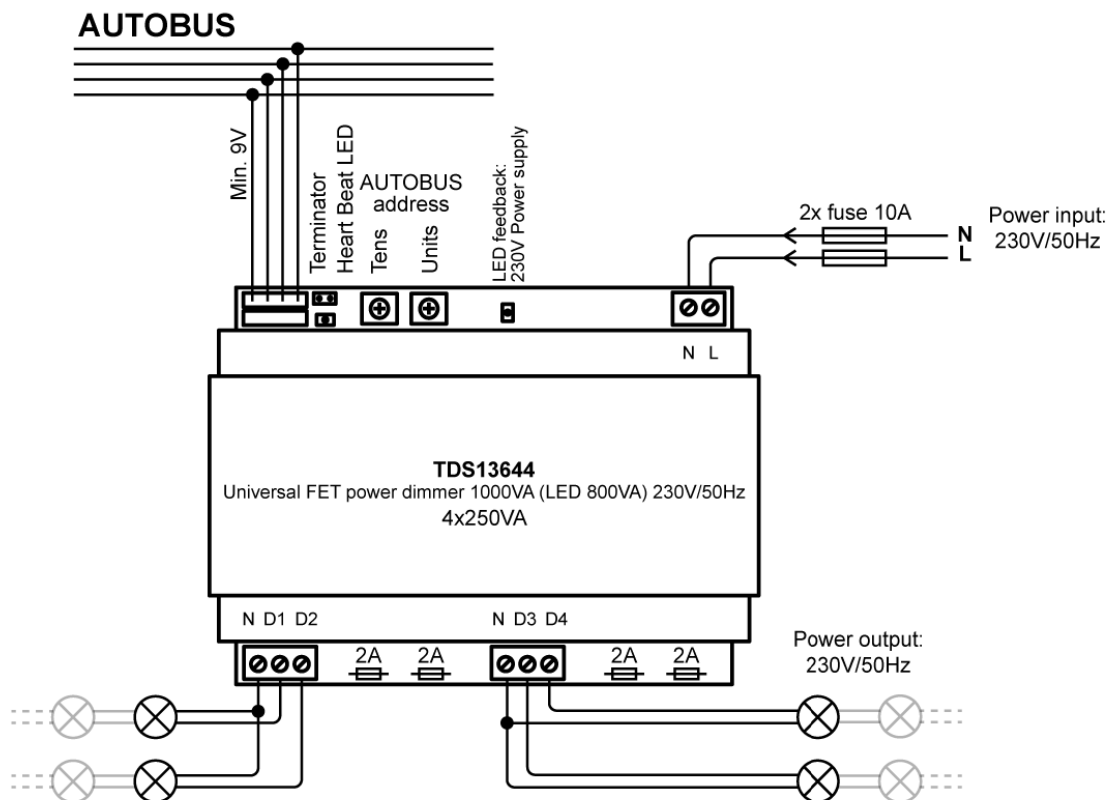 AUTOBUS
Min. 9V
Terminator
Heart Beat LED
AUTOBUS
address
Tens
Units
LED feedback:
230V Power supply
2x fuse 10A
N
L
Power input:
230V/50Hz
N L
TDS13644
Universal FET power dimmer 1000VA (LED 800VA) 230V/50Hz
4x250VA
N D1 D2
N D3 D4
2A
2A
2A
2A
Power output:
230V/50Hz